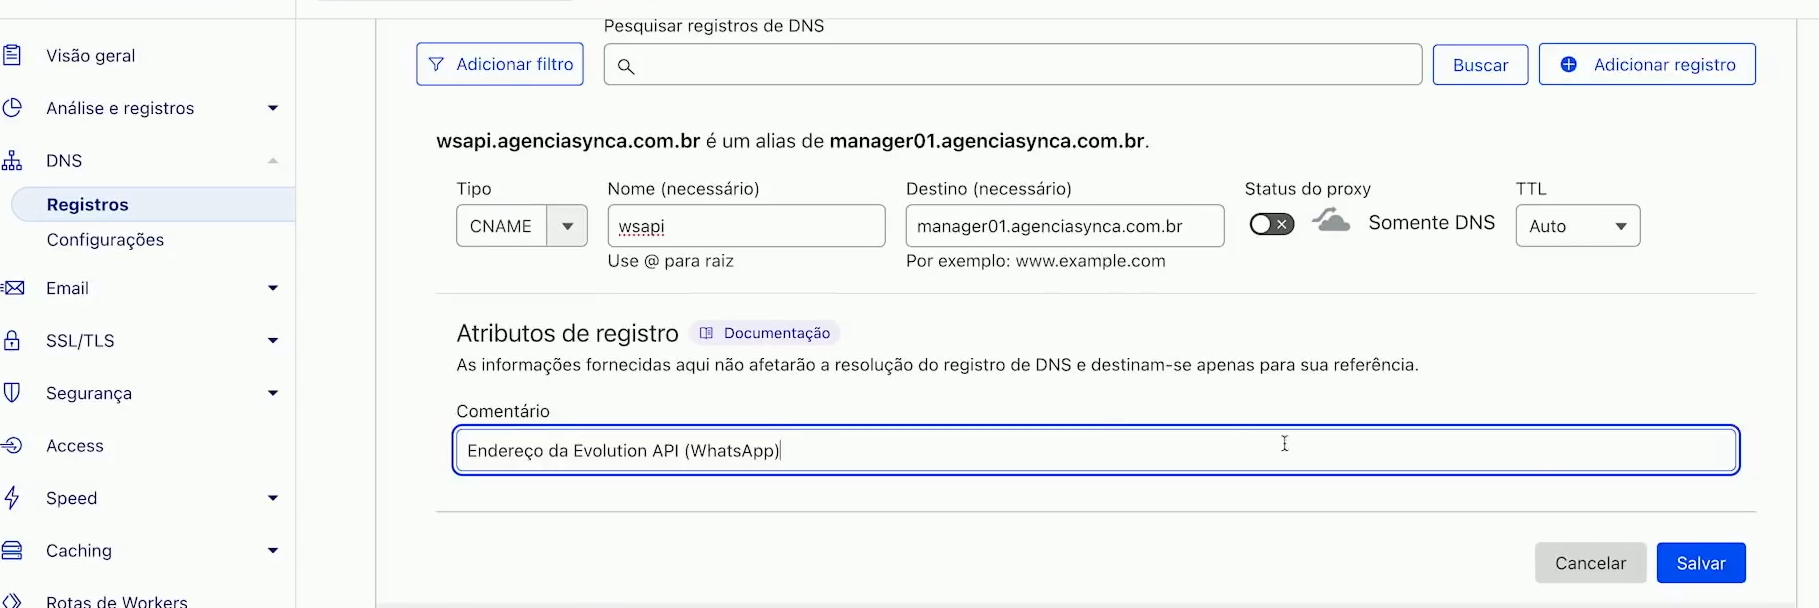 Pesquisar registros de DNS
Adicionar filtro
Buscar
Adicionar registro
Visão geral
Análise e registros
DNS
Registros
Configurações
Email
SSL/TLS
Segurança
Access
Speed
Caching
Rotas de Workers
wsapi.agenciasynca.com.br é um alias de manager01.agenciasynca.com.br.
Tipo
Nome (necessário)
Destino (necessário)
Status do proxy
TTL
CNAME
wsapi
manager01.agenciasynca.com.br
Somente DNS
Auto
Use @ para raiz
Por exemplo: www.example.com
Atributos de registro
Documentação
As informações fornecidas aqui não afetarão a resolução do registro de DNS e destinam-se apenas para sua referência.
Comentário
Endereço da Evolution API (WhatsApp)
Cancelar
Salvar